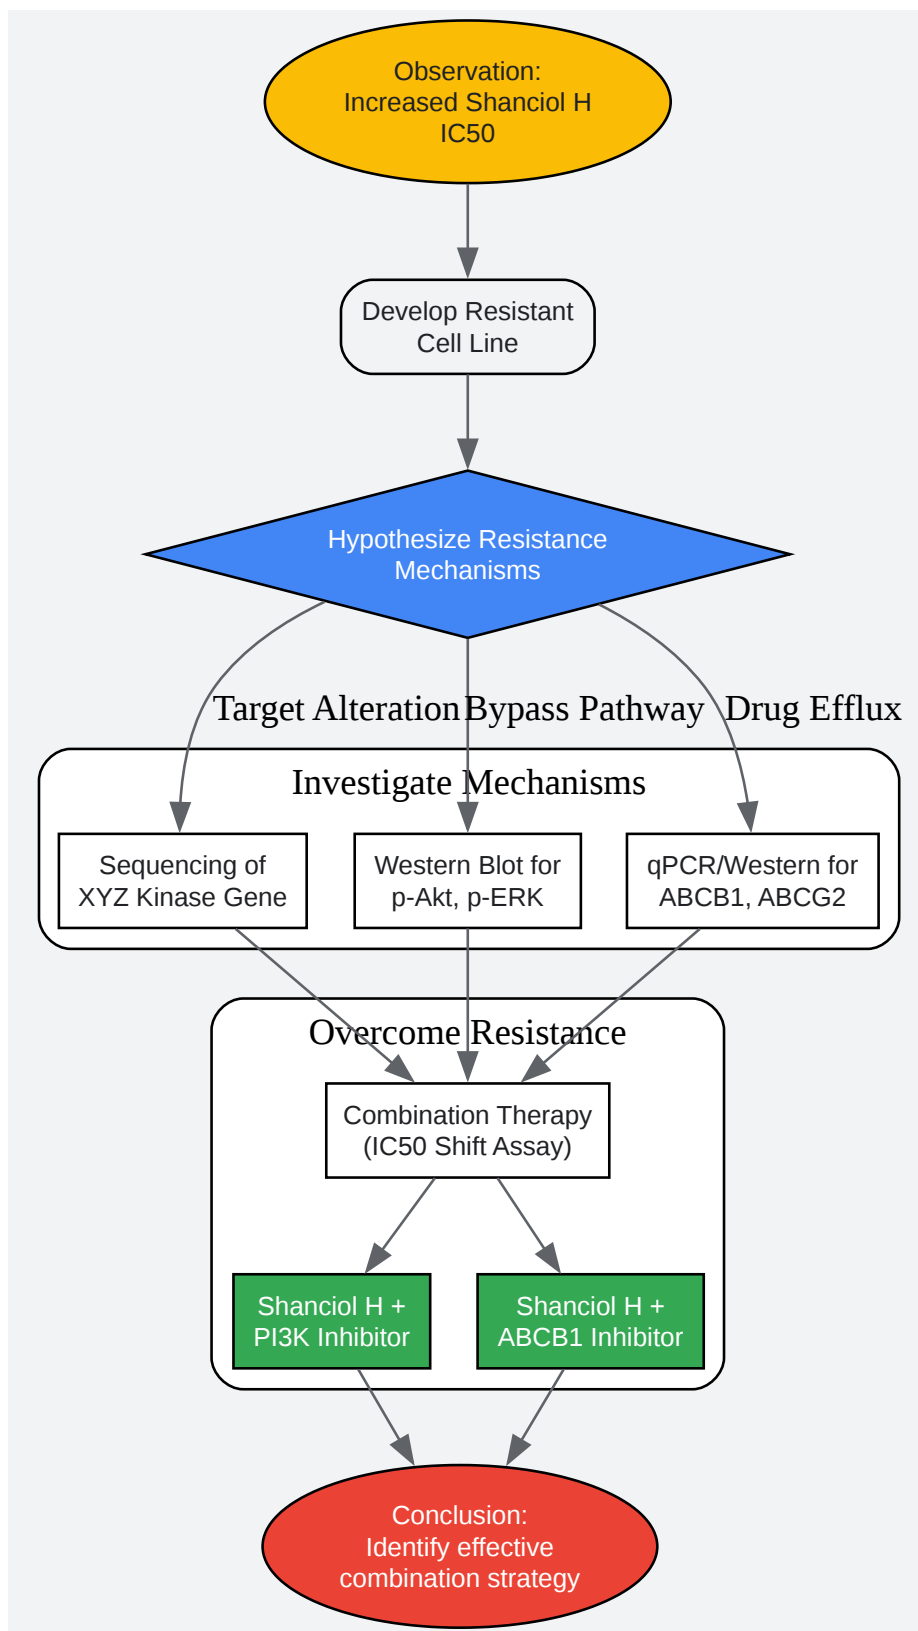 Observation:
Increased Shanciol H
IC50
Develop Resistant
Cell Line
Hypothesize Resistance
Mechanisms
Target Alteration
Bypass Pathway
Drug Efflux
Investigate Mechanisms
Sequencing of
XYZ Kinase Gene
Western Blot for
p-Akt, p-ERK
qPCR/Western for
ABCB1, ABCG2
Overcome Resistance
Combination Therapy
(IC50 Shift Assay)
Shanciol H +
PI3K Inhibitor
Shanciol H +
ABCB1 Inhibitor
Conclusion:
Identify effective
combination strategy